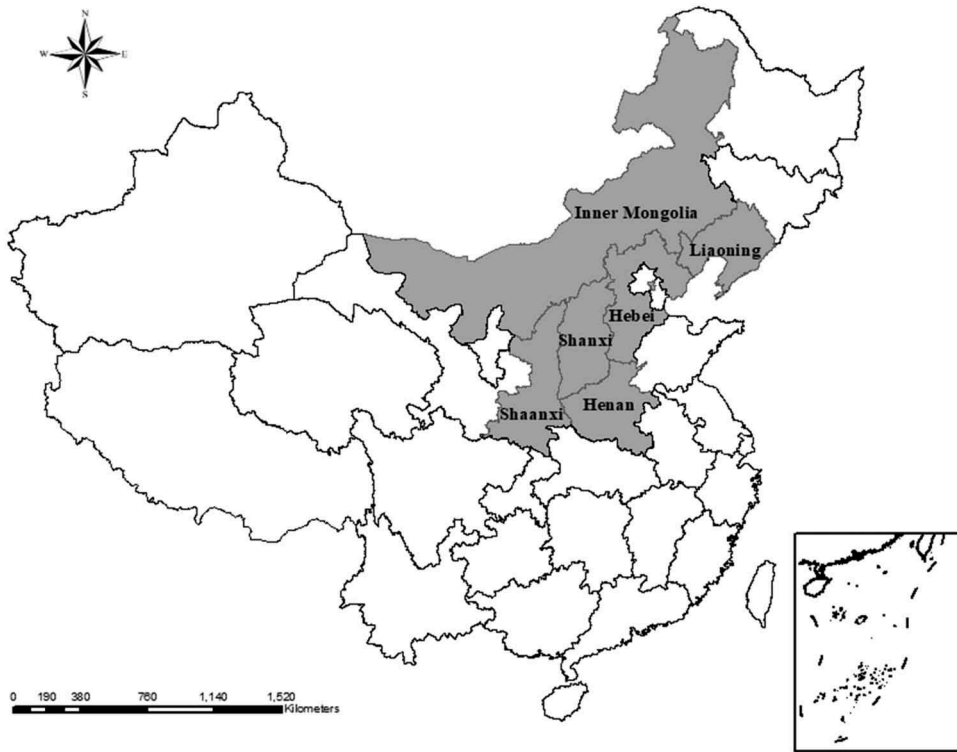 N
W E
S
Inner Mongolia
Liaoning
Hebei
Shanxi
Shaanxi
Henan
0 190 380 760 1,140 1,520
Kilometers